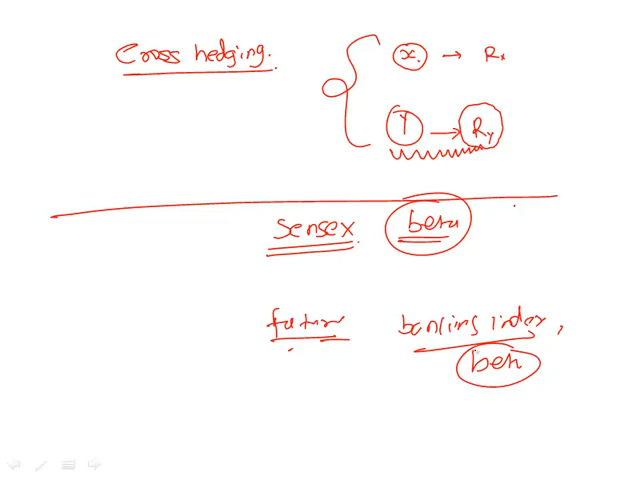 Cross hedging.
x. → Rx
Y → Ry
Sensex beta
future banking index,
beta